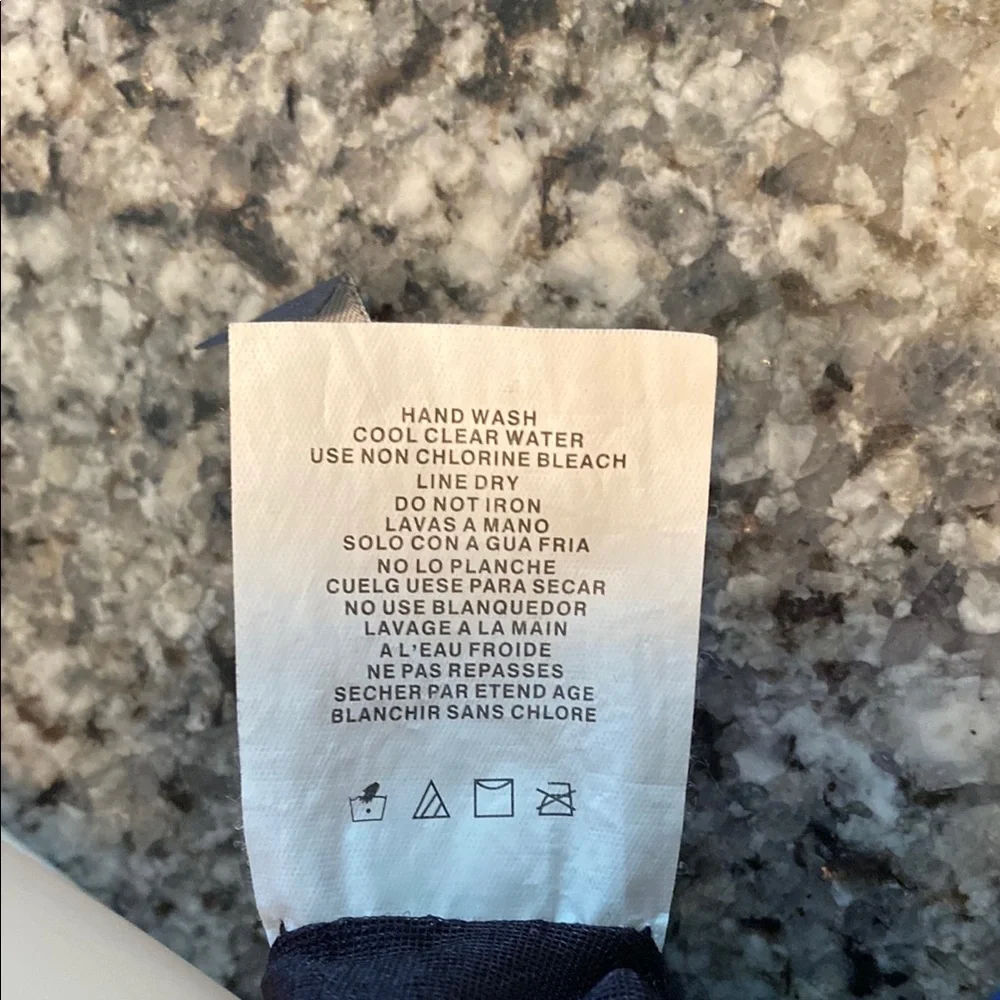 HAND WASH
COOL CLEAR WATER
USE NON CHLORINE BLEACH
LINE DRY
DO NOT IRON
LAVAS A MANO
SOLO CON A GUA FRIA
NO LO PLANCHE
CUELG UESE PARA SECAR
NO USE BLANQUEDOR
LAVAGE A LA MAIN
A L'EAU FROIDE
NE PAS REPASSES
SECHER PAR ETEND AGE
BLANCHIR SANS CHLORE